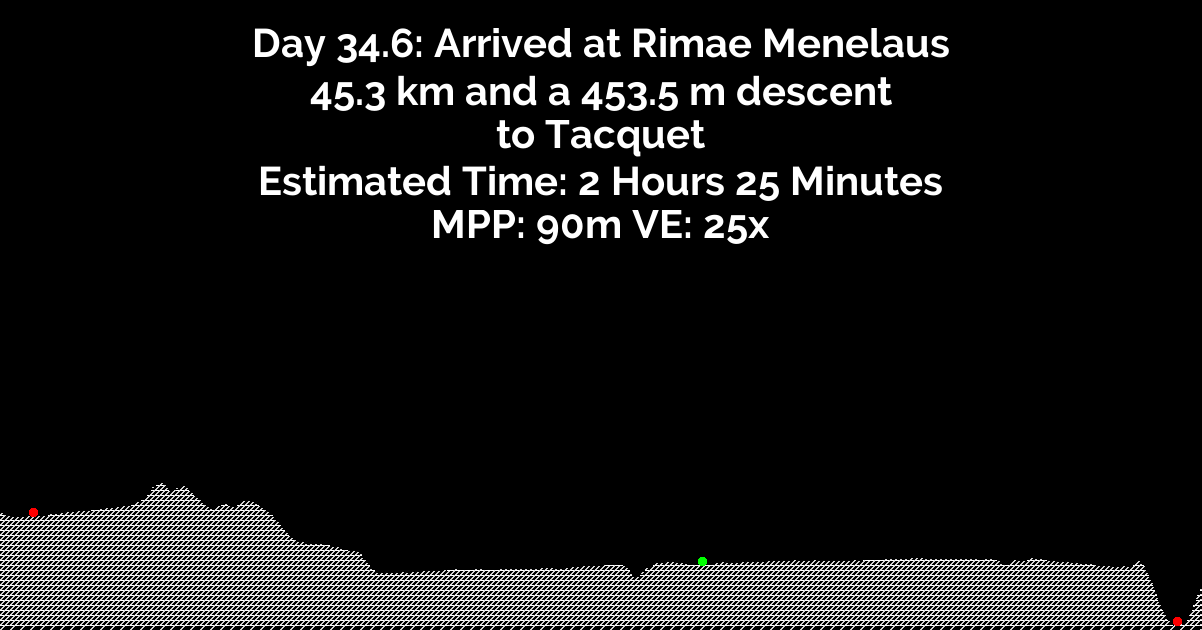 Day 34.6: Arrived at Rimae Menelaus
45.3 km and a 453.5 m descent
to Tacquet
Estimated Time: 2 Hours 25 Minutes
MPP: 90m VE: 25x